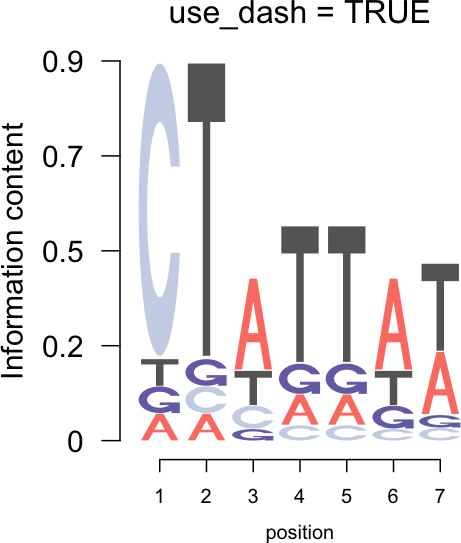 use_dash = TRUE
Information content
0.9
0.7
0.5
0.2
0
C T A T T A T
T G T G G T A
G C C A A G G
A A G C C C C
1 2 3 4 5 6 7
position